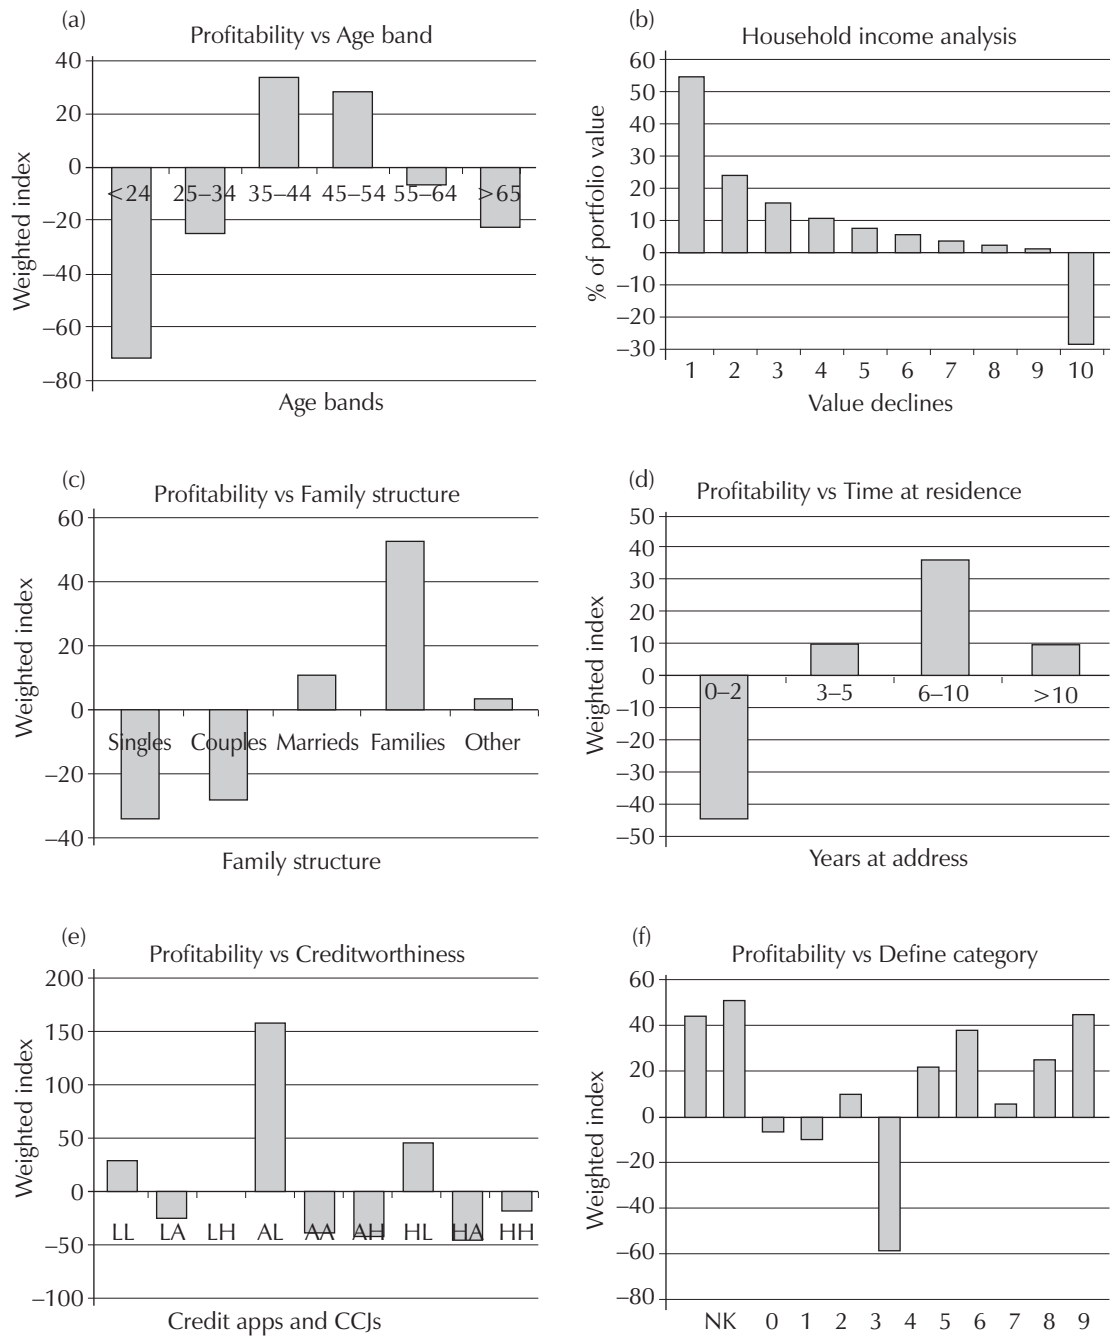 (a)
Profitability vs Age band
Weighted index
40
20
0
–20
–40
–60
–80
<24 25–34 35–44 45–54 55–64 >65
Age bands
(b)
Household income analysis
% of portfolio value
60
50
40
30
20
10
0
–10
–20
–30
1 2 3 4 5 6 7 8 9 10
Value declines
(c)
Profitability vs Family structure
Weighted index
60
40
20
0
–20
–40
Singles Couples Marrieds Families Other
Family structure
(d)
Profitability vs Time at residence
Weighted index
50
40
30
20
10
0
–10
–20
–30
–40
–50
0–2 3–5 6–10 >10
Years at address
(e)
Profitability vs Creditworthiness
Weighted index
200
150
100
50
0
–50
–100
LL LA LH AL AA AH HL HA HH
Credit apps and CCJs
(f)
Profitability vs Define category
Weighted index
60
40
20
0
–20
–40
–60
–80
NK 0 1 2 3 4 5 6 7 8 9